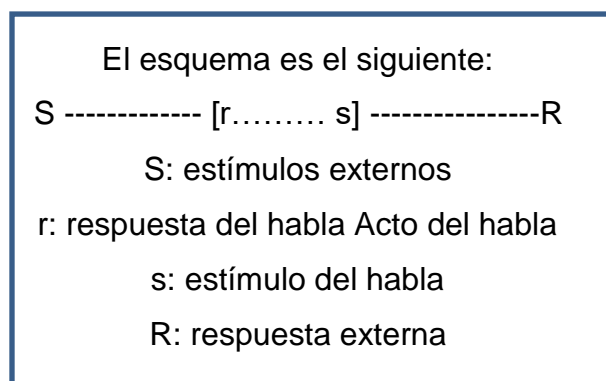 El esquema es el siguiente:
S ------------- [r……… s] ----------------R
S: estímulos externos
r: respuesta del habla Acto del habla
s: estímulo del habla
R: respuesta externa